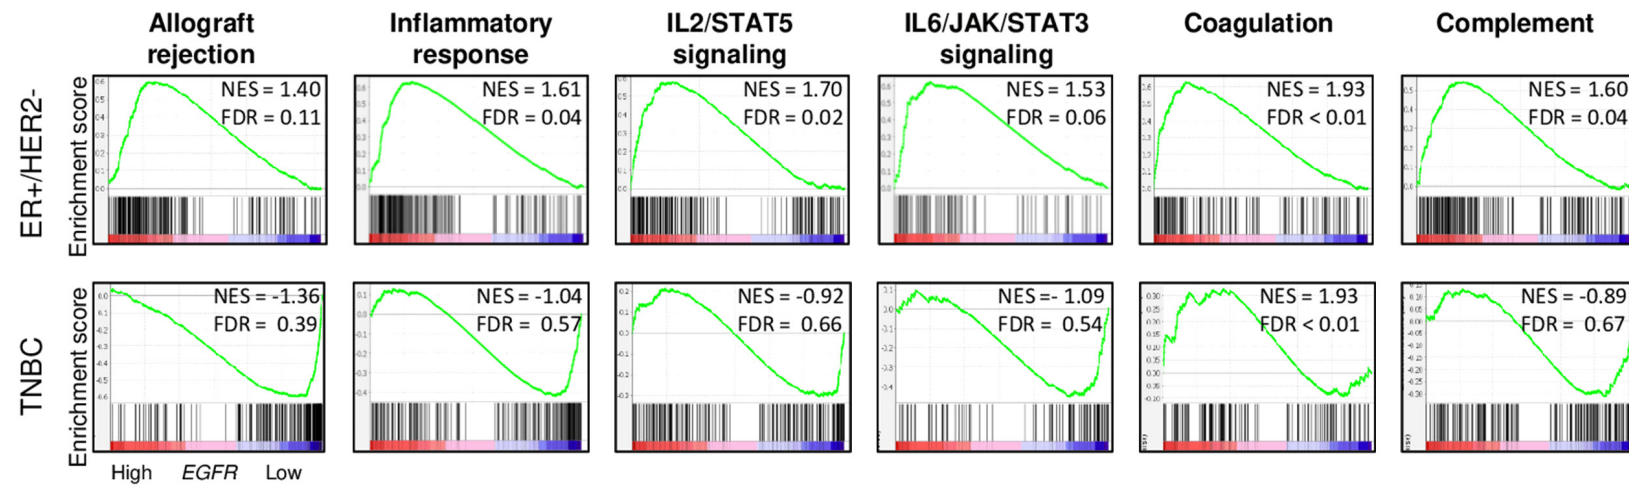 Allograft rejection
Inflammatory response
IL2/STAT5 signaling
IL6/JAK/STAT3 signaling
Coagulation
Complement
ER+/HER2-
Enrichment score
NES = 1.40
FDR = 0.11
NES = 1.61
FDR = 0.04
NES = 1.70
FDR = 0.02
NES = 1.53
FDR = 0.06
NES = 1.93
FDR < 0.01
NES = 1.60
FDR = 0.04
TNBC
Enrichment score
NES = -1.36
FDR = 0.39
NES = -1.04
FDR = 0.57
NES = -0.92
FDR = 0.66
NES =- 1.09
FDR = 0.54
NES = 1.93
FDR < 0.01
NES = -0.89
FDR = 0.67
High EGFR Low